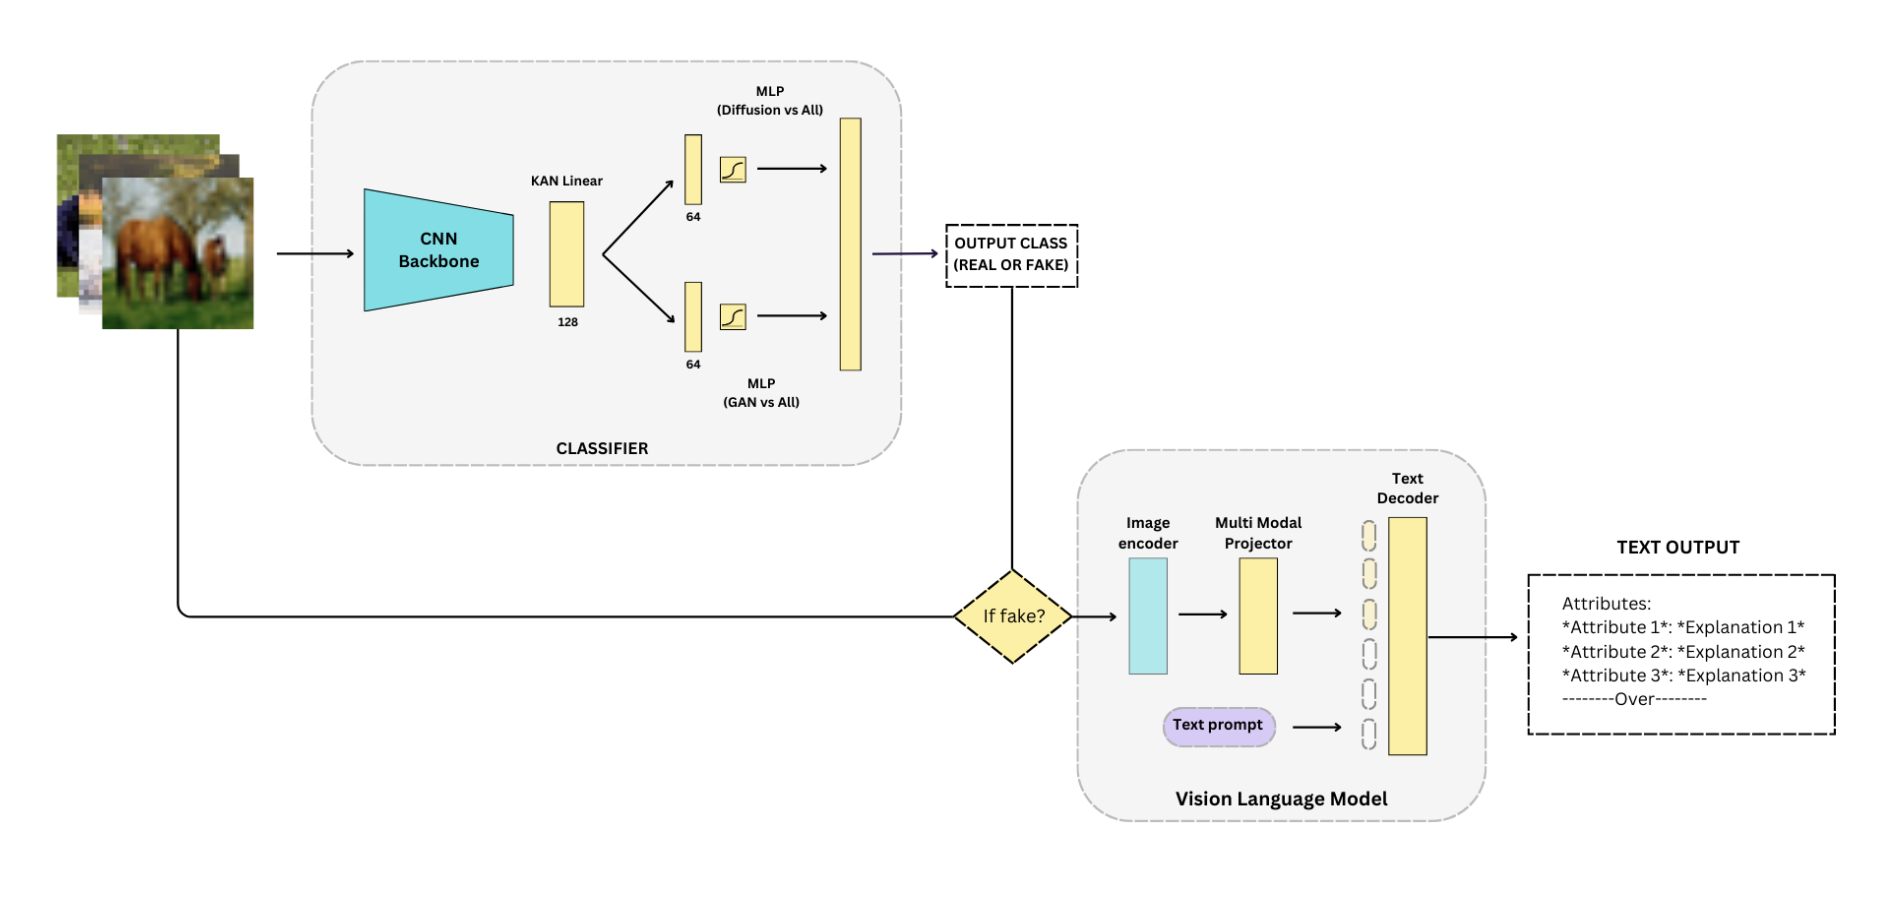 MLP
(Diffusion vs All)
KAN Linear
CNN
Backbone
128
64
64
MLP
(GAN vs All)
CLASSIFIER
OUTPUT CLASS
(REAL OR FAKE)
If fake?
Image
encoder
Multi Modal
Projector
Text
Decoder
Text prompt
Vision Language Model
TEXT OUTPUT
Attributes:
*Attribute 1*: *Explanation 1*
*Attribute 2*: *Explanation 2*
*Attribute 3*: *Explanation 3*
--------Over--------